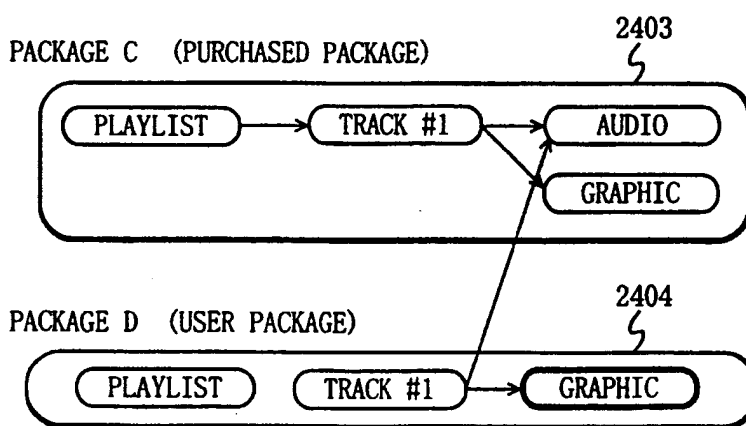 2403
PACKAGE C (PURCHASED PACKAGE)
PLAYLIST
TRACK #1
AUDIO
GRAPHIC
2404
PACKAGE D (USER PACKAGE)
PLAYLIST
TRACK #1
GRAPHIC